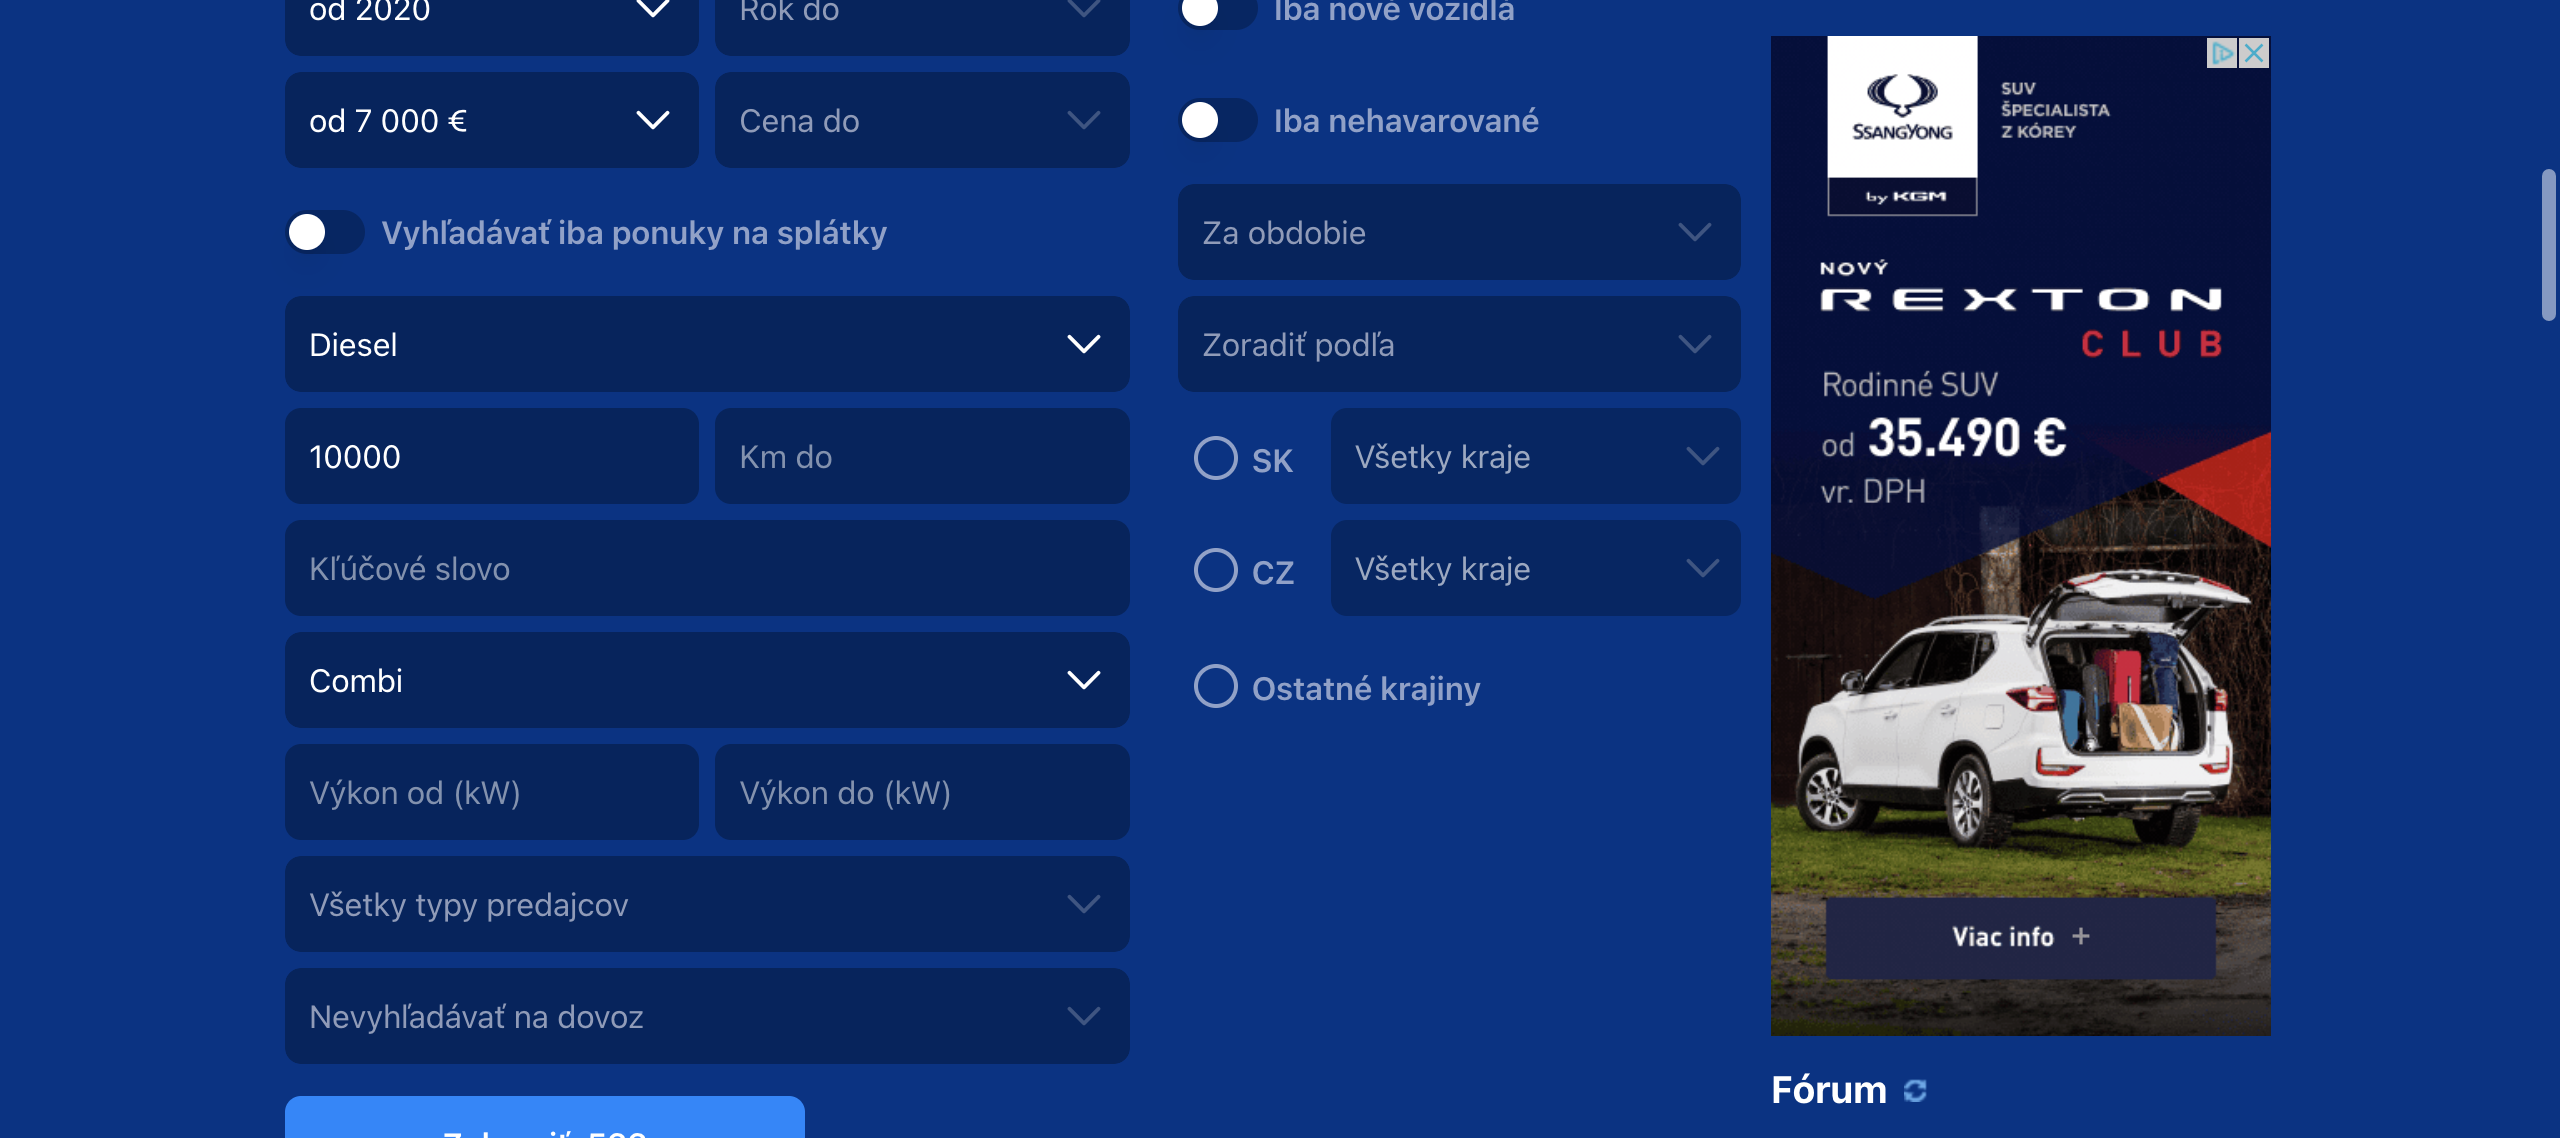 od 2020
Rok do
Iba nové vozidlá
od 7 000 €
Cena do
Iba nehavarované
Vyhľadávať iba ponuky na splátky
Za obdobie
Diesel
Zoradiť podľa
10000
Km do
SK
Všetky kraje
Kľúčové slovo
CZ
Všetky kraje
Combi
Ostatné krajiny
Výkon od (kW)
Výkon do (kW)
Všetky typy predajcov
Nevyhľadávať na dovoz
SSANGYONG
by KGM
SUV
ŠPECIALISTA
Z KÓREY
NOVÝ
REXTON
CLUB
Rodinné SUV
od 35.490 €
vr. DPH
Viac info +
Fórum